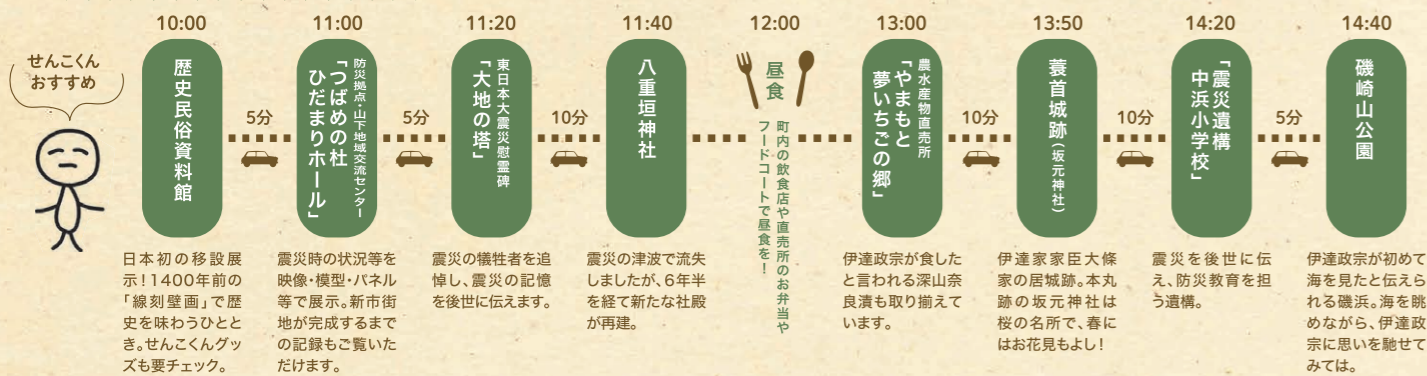 せんこくん
おすすめ
10:00
歴史民俗資料館
日本初の移設展
示!1400年前の
「線刻壁画」で歴
史を味わうひとと
き。せんこくんグッ
ズも要チェック。
5分
11:00
防災拠点・山下地域交流センター
「つばめの杜
ひだまりホール」
震災時の状況等を
映像・模型・パネル
等で展示。新市街
地が完成するまで
の記録もご覧いた
だけます。
5分
11:20
東日本大震災慰霊碑
「大地の塔」
震災の犠牲者を追
悼し、震災の記憶
を後世に伝えます。
10分
11:40
八重垣神社
震災の津波で流失
しましたが、6年半
を経て新たな社殿
が再建。
12:00
昼食
町内の飲食店や直売所のお弁当や
フードコートで昼食を!
13:00
農水産物直売所
「やまもと
夢いちごの郷」
伊達政宗が食した
と言われる深山奈
良漬も取り揃えて
います。
10分
13:50
蓑首城跡(坂元神社)
伊達家家臣大條
家の居城跡。本丸
跡の坂元神社は
桜の名所で、春に
はお花見もよし!
10分
14:20
「震災遺構
中浜小学校」
震災を後世に伝
え、防災教育を担
う遺構。
5分
14:40
磯崎山公園
伊達政宗が初めて
海を見たと伝えら
れる磯浜。海を眺
めながら、伊達政
宗に思いを馳せて
みては。